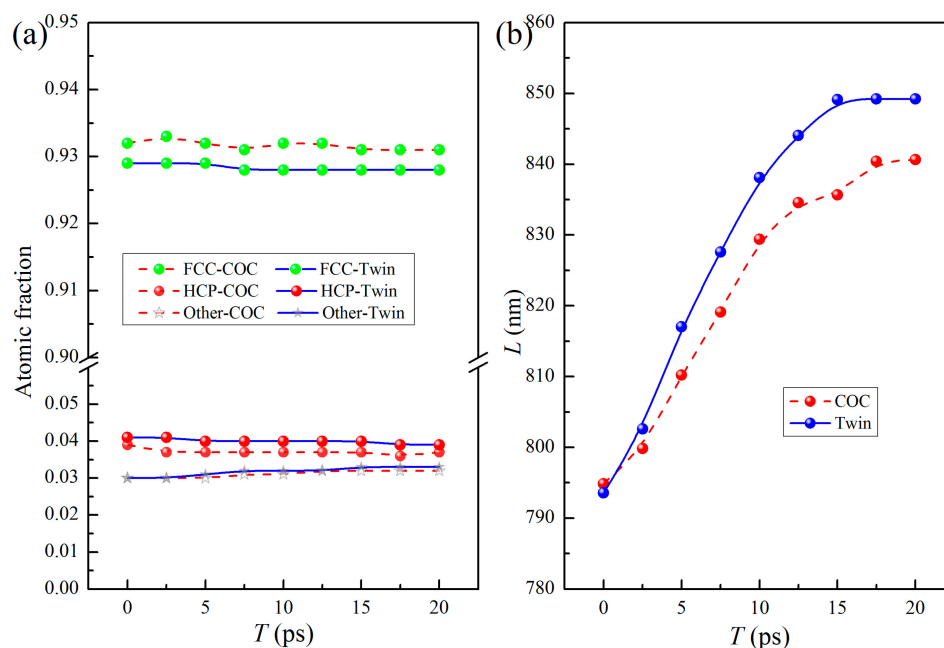 (a)
0.95
0.94
0.93
0.92
0.91
0.90
0.05
0.04
0.03
0.02
0.01
0.00
Atomic fraction
FCC-COC FCC-Twin
HCP-COC HCP-Twin
Other-COC Other-Twin
0 5 10 15 20
T (ps)
(b)
860
850
840
830
820
810
800
790
780
L (nm)
COC
Twin
0 5 10 15 20
T (ps)